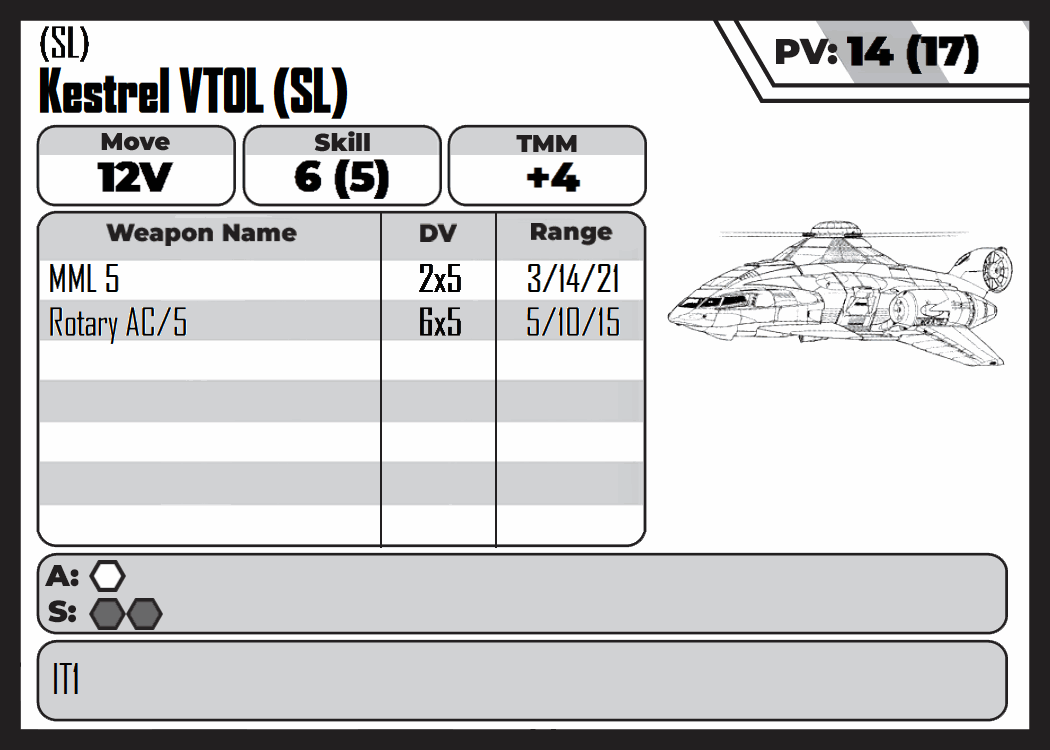 (SL)
Kestrel VTOL (SL)
PV: 14 (17)
Move Skill TMM
12V 6 (5) +4
Weapon Name DV Range
MML 5 2x5 3/14/21
Rotary AC/5 6x5 5/10/15
A:
S:
IT1